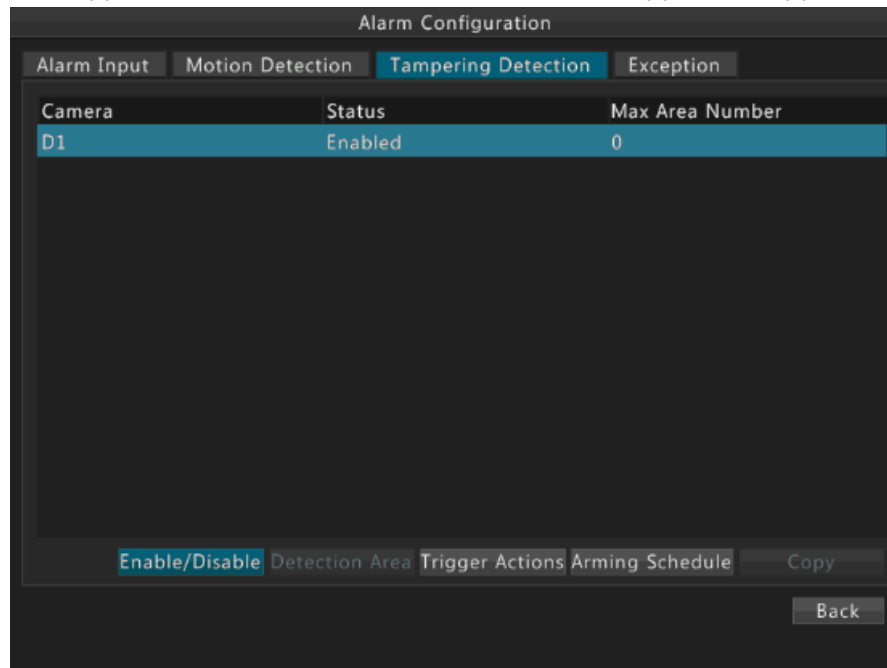 Alarm Configuration
Alarm Input Motion Detection Tampering Detection Exception
Camera Status Max Area Number
D1 Enabled 0
Enable/Disable Detection Area Trigger Actions Arming Schedule Copy
Back